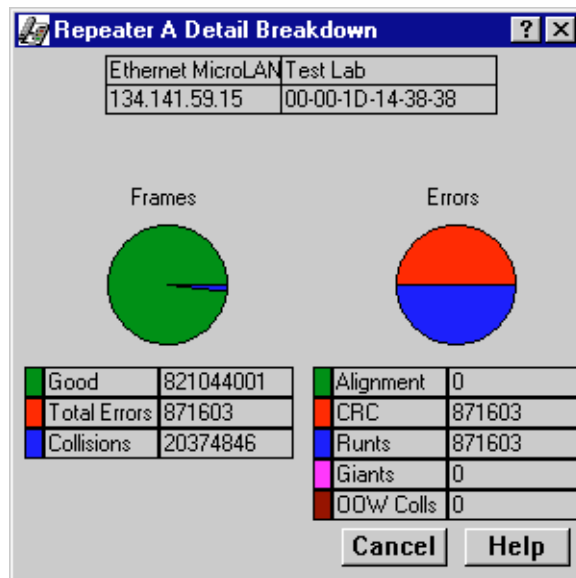 Repeater A Detail Breakdown ? ×
Ethernet MicroLAN Test Lab
134.141.59.15 00-00-1D-14-38-38
Frames Errors
Good 821044001
Total Errors 871603
Collisions 20374846
Alignment 0
CRC 871603
Runts 871603
Giants 0
OOW Colls 0
Cancel Help